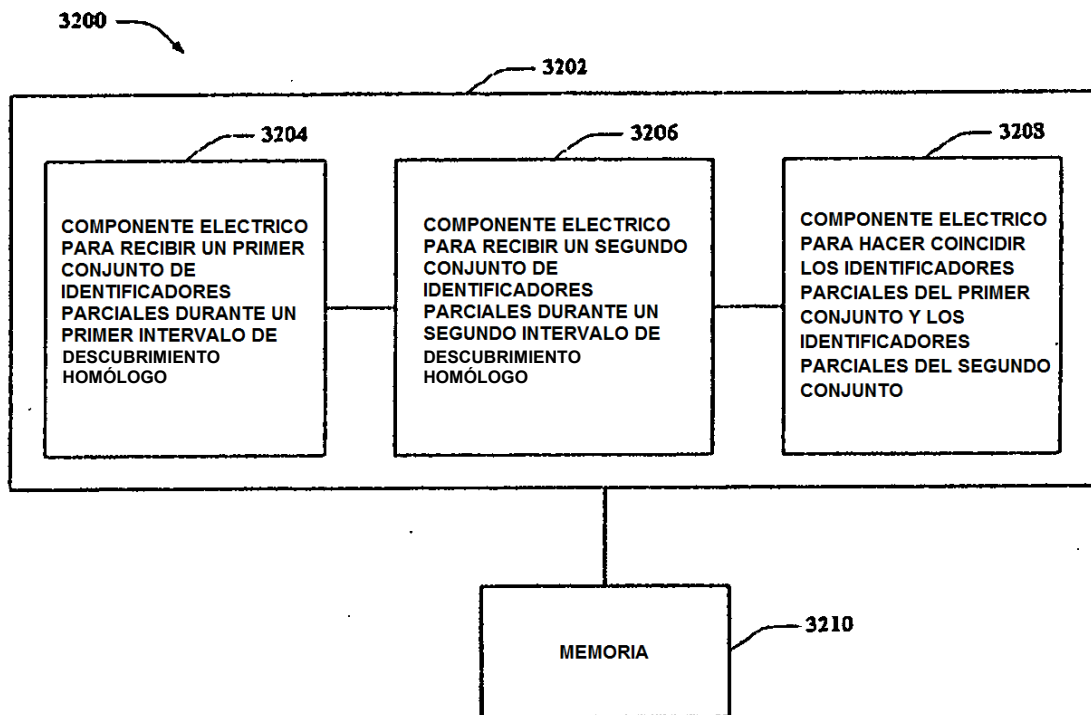 3200
3202
3204
3206
3208
COMPONENTE ELECTRICO
PARA RECIBIR UN PRIMER
CONJUNTO DE
IDENTIFICADORES
PARCIALES DURANTE UN
PRIMER INTERVALO DE
DESCUBRIMIENTO
HOMÓLOGO
COMPONENTE ELECTRICO
PARA RECIBIR UN SEGUNDO
CONJUNTO DE
IDENTIFICADORES
PARCIALES DURANTE UN
SEGUNDO INTERVALO DE
DESCUBRIMIENTO
HOMÓLOGO
COMPONENTE ELECTRICO
PARA HACER COINCIDIR
LOS IDENTIFICADORES
PARCIALES DEL PRIMER
CONJUNTO Y LOS
IDENTIFICADORES
PARCIALES DEL SEGUNDO
CONJUNTO
3210
MEMORIA